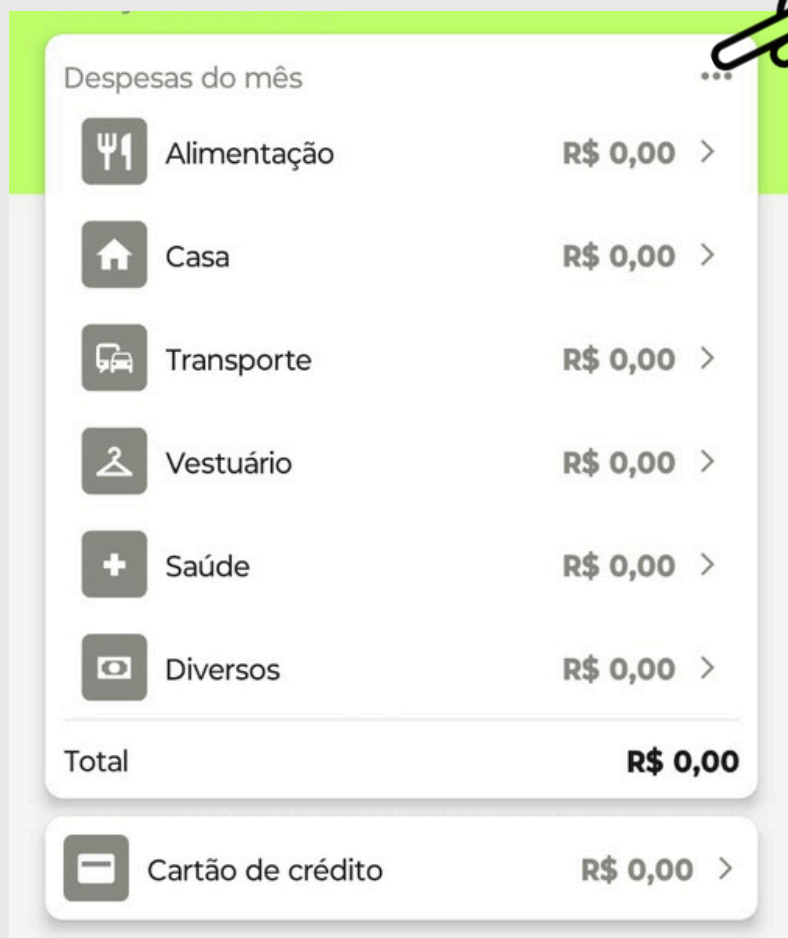 Despesas do mês
Alimentação R$ 0,00
Casa R$ 0,00
Transporte R$ 0,00
Vestuário R$ 0,00
Saúde R$ 0,00
Diversos R$ 0,00
Total R$ 0,00
Cartão de crédito R$ 0,00